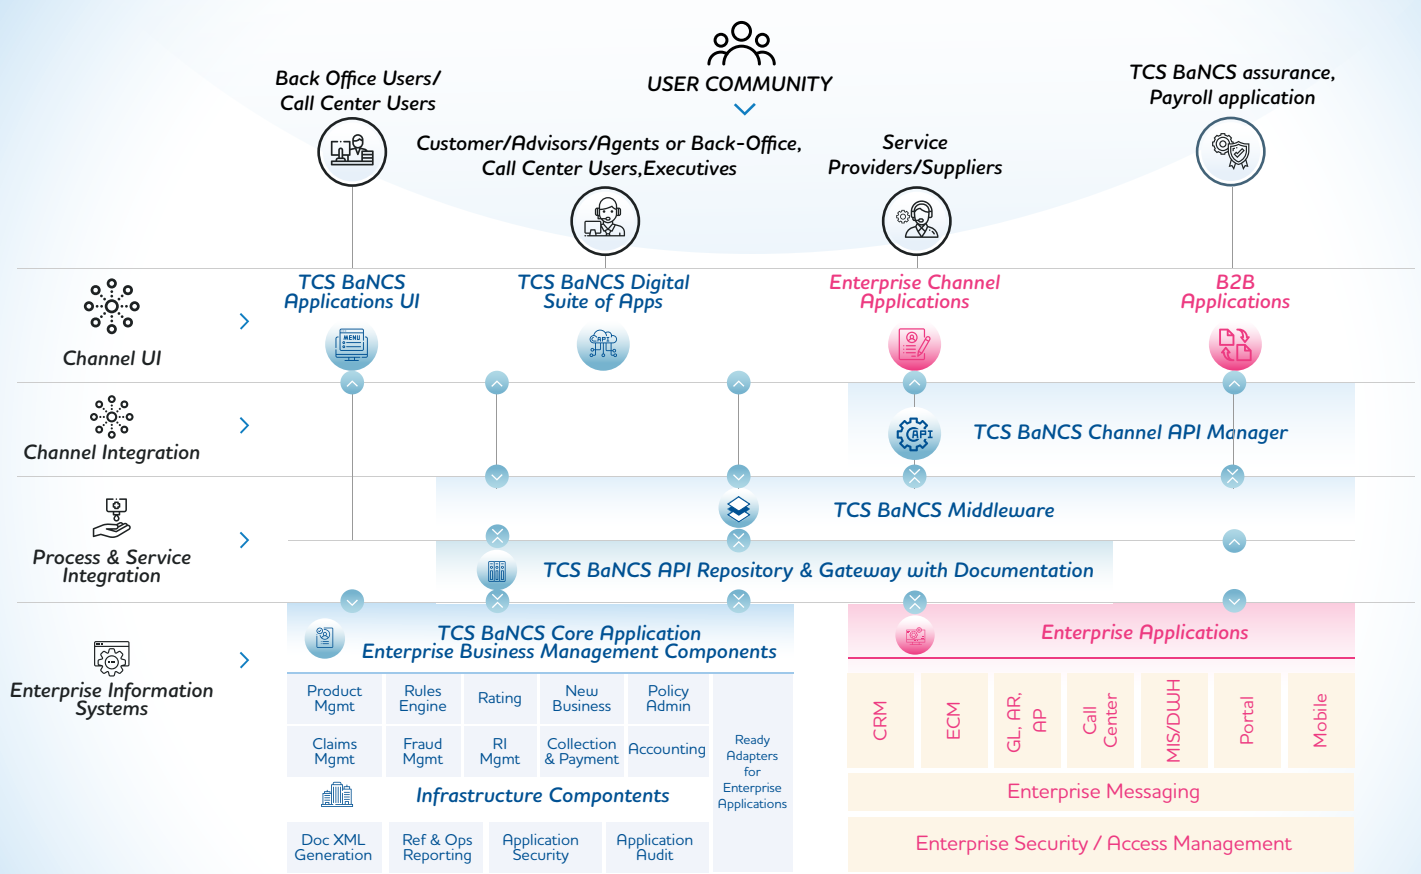 USER COMMUNITY
Back Office Users/
Call Center Users
Customer/Advisors/Agents or Back-Office,
Call Center Users,Executives
Service
Providers/Suppliers
TCS BaNCS assurance,
Payroll application
Channel UI
TCS BaNCS
Applications UI
MENU
TCS BaNCS Digital
Suite of Apps
API
Enterprise Channel
Applications
B2B
Applications
Channel Integration
API
TCS BaNCS Channel API Manager
Process & Service
Integration
TCS BaNCS Middleware
TCS BaNCS API Repository & Gateway with Documentation
Enterprise Information
Systems
TCS BaNCS Core Application
Enterprise Business Management Components
Product
Mgmt
Rules
Engine
Rating
New
Business
Policy
Admin
Claims
Mgmt
Fraud
Mgmt
RI
Mgmt
Collection
& Payment
Accounting
Ready
Adapters
for
Enterprise
Applications
Infrastructure Compontents
Doc XML
Generation
Ref & Ops
Reporting
Application
Security
Application
Audit
Enterprise Applications
CRM
ECM
GL, AR,
AP
Call
Center
MIS/DWH
Portal
Mobile
Enterprise Messaging
Enterprise Security / Access Management